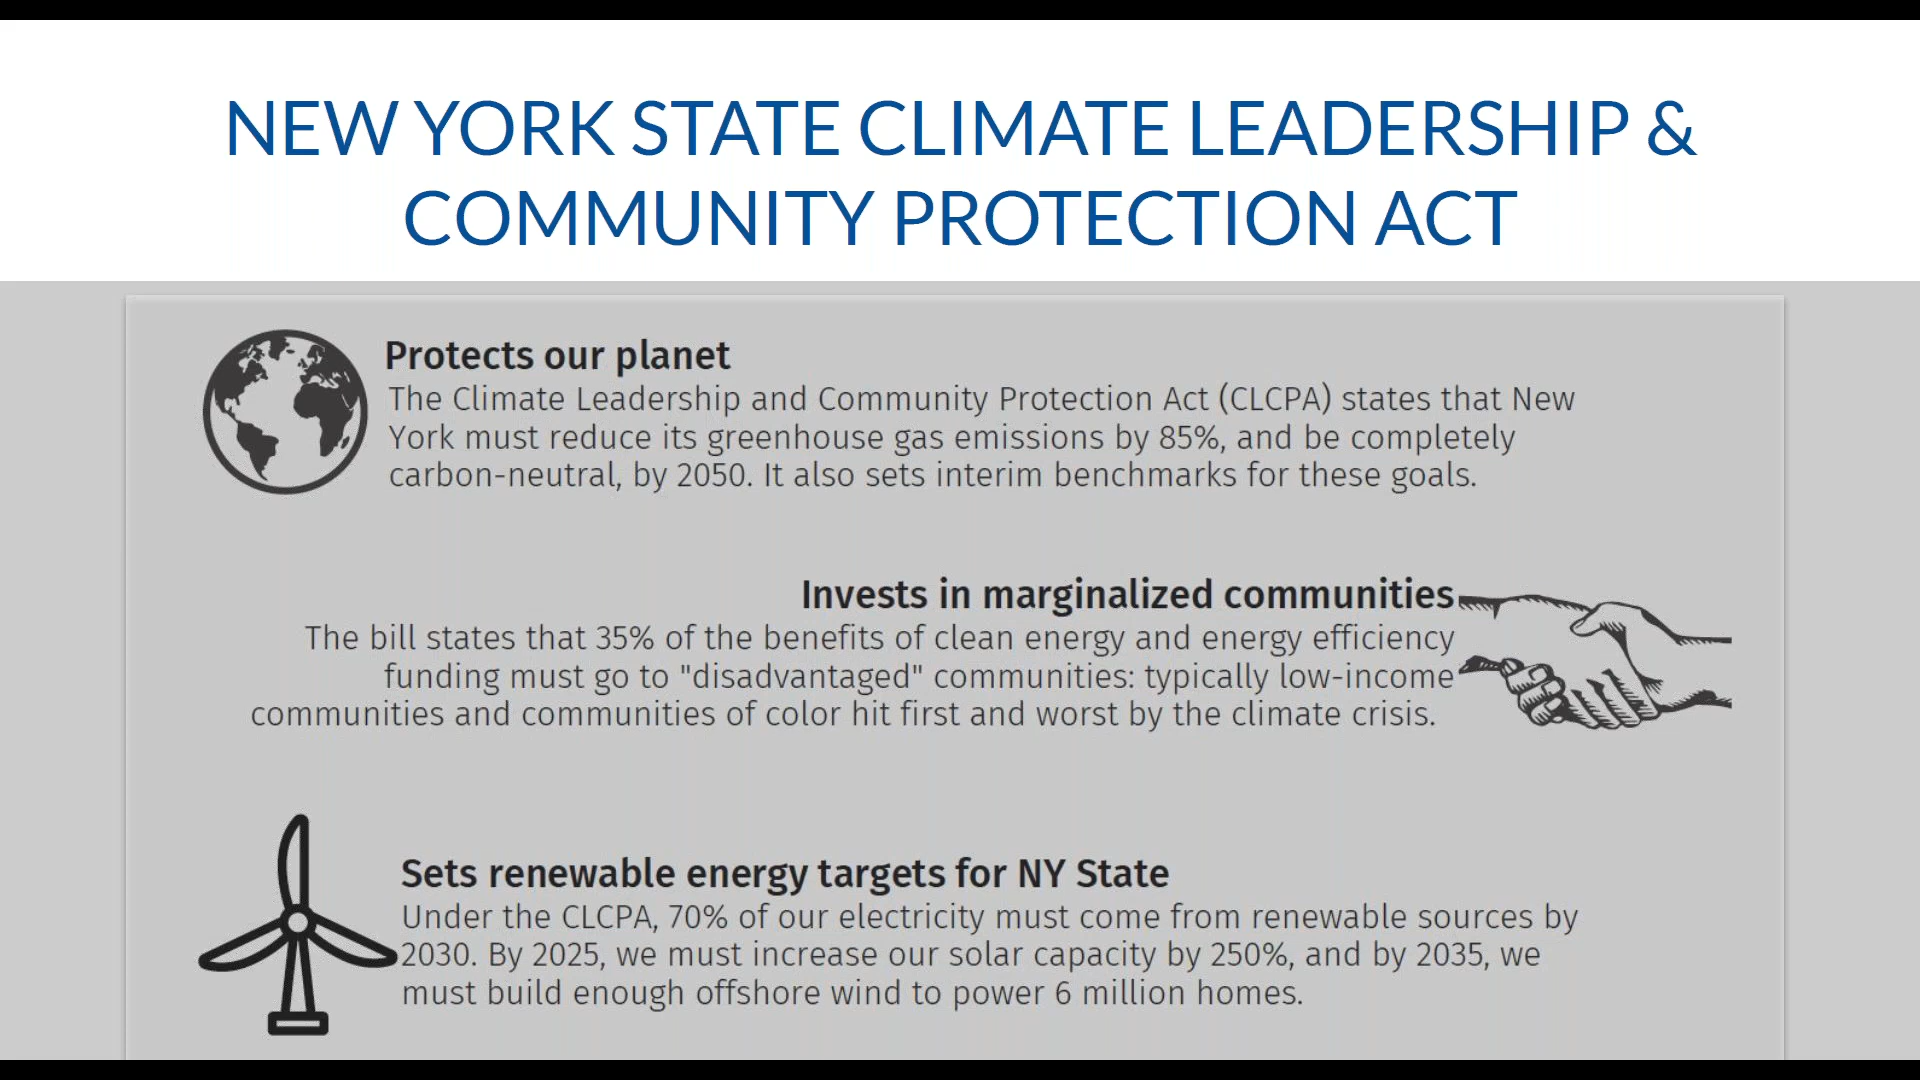 NEW YORK STATE CLIMATE LEADERSHIP &
COMMUNITY PROTECTION ACT
Protects our planet
The Climate Leadership and Community Protection Act (CLCPA) states that New
York must reduce its greenhouse gas emissions by 85%, and be completely
carbon-neutral, by 2050. It also sets interim benchmarks for these goals.
Invests in marginalized communities
The bill states that 35% of the benefits of clean energy and energy efficiency
funding must go to "disadvantaged" communities: typically low-income
communities and communities of color hit first and worst by the climate crisis.
Sets renewable energy targets for NY State
Under the CLCPA, 70% of our electricity must come from renewable sources by
2030. By 2025, we must increase our solar capacity by 250%, and by 2035, we
must build enough offshore wind to power 6 million homes.